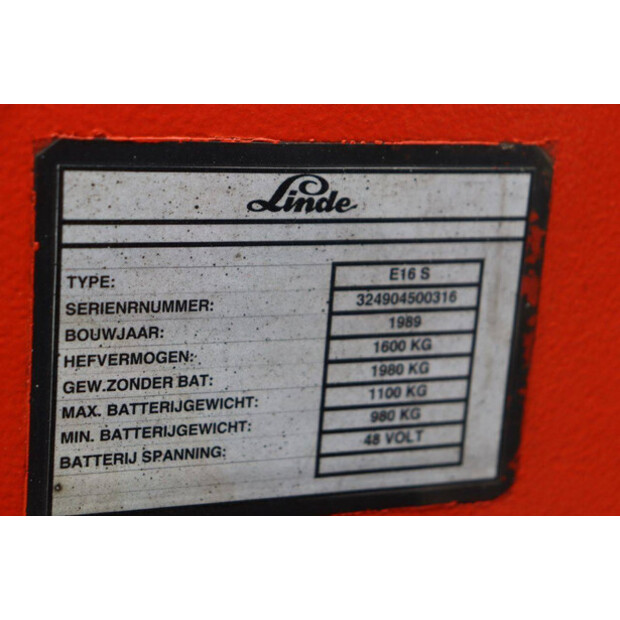 Linde
TYPE: E16 S
SERIENRNUMMER: 324904500316
BOUWJAAR: 1989
HEFVERMOGEN: 1600 KG
GEW.ZONDER BAT: 1980 KG
MAX. BATTERIJGEWICHT: 1100 KG
MIN. BATTERIJGEWICHT: 980 KG
BATTERIJ SPANNING: 48 VOLT